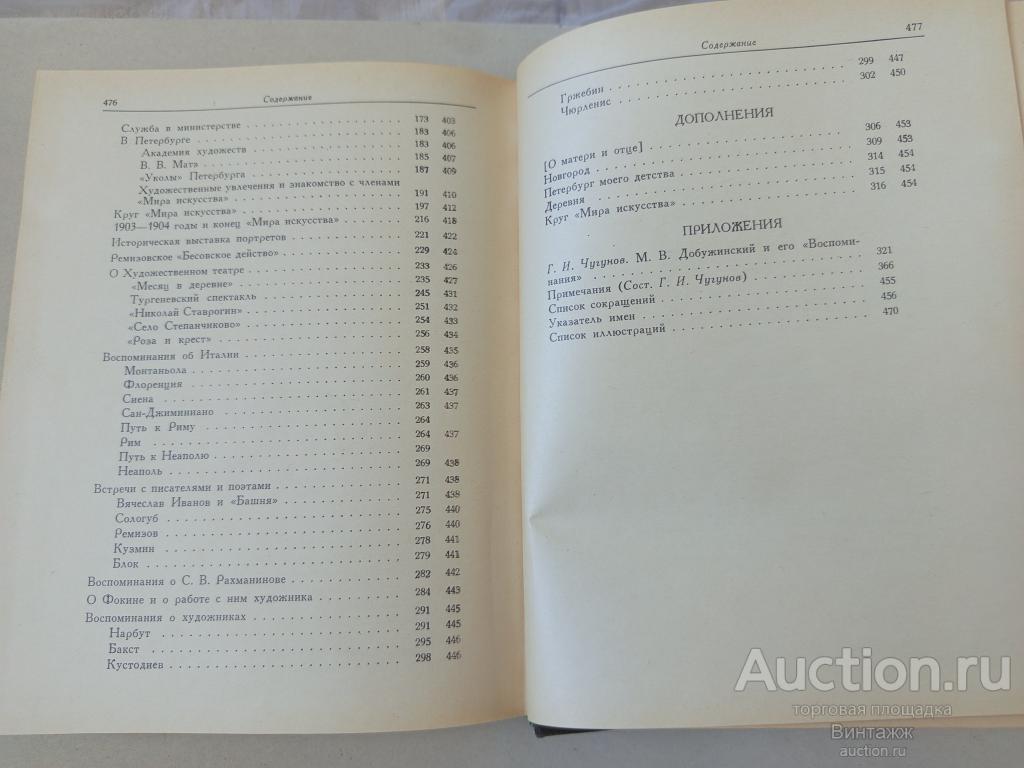 476 Содержание
Служба в министерстве . . . 173 403
В Петербурге . . . 183 406
Академия художеств . . . 183 406
В. В. Матэ . . . 185 407
«Уколы» Петербурга . . . 187 409
Художественные увлечения и знакомство с членами
«Мира искусства» . . . 191 410
Круг «Мира искусства» . . . 197 412
1903—1904 годы и конец «Мира искусства» . . . 216 418
Историческая выставка портретов . . . 221 422
Ремизовское «Бесовское действо» . . . 229 424
О Художественном театре . . . 233 426
«Месяц в деревне» . . . 235 427
Тургеневский спектакль . . . 245 431
«Николай Ставрогин» . . . 251 432
«Село Степанчиково» . . . 254 433
«Роза и крест» . . . 256 434
Воспоминания об Италии . . . 258 435
Монтаньола . . . 259 436
Флоренция . . . 260 436
Сиена . . . 261 437
Сан-Джиминиано . . . 263 437
Путь к Риму . . . 264
Рим . . . 264 437
Путь к Неаполю . . . 269
Неаполь . . . 269 438
Встречи с писателями и поэтами . . . 271 438
Вячеслав Иванов и «Башня» . . . 271 438
Сологуб . . . 275 440
Ремизов . . . 276 440
Кузмин . . . 278 441
Блок . . . 279 441
Воспоминания о С. В. Рахманинове . . . 282 442
О Фокине и о работе с ним художника . . . 284 443
Воспоминания о художниках . . . 291 445
Нарбут . . . 291 445
Бакст . . . 295 446
Кустодиев . . . 298 446
Содержание 477
Гржебин . . . 299 447
Чюрленис . . . 302 450
ДОПОЛНЕНИЯ
[О матери и отце] . . . 306 453
Новгород . . . 309 453
Петербург моего детства . . . 314 454
Деревня . . . 315 454
Круг «Мира искусства» . . . 316 454
ПРИЛОЖЕНИЯ
Г. И. Чугунов. М. В. Добужинский и его «Воспоми-
нания» . . . 321
Примечания (Сост. Г. И. Чугунов) . . . 366
Список сокращений . . . 455
Указатель имен . . . 456
Список иллюстраций . . . 470
Auction.ru
торговая площадка
Винтажж
auction.ru